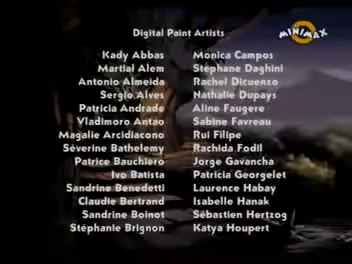 Digital Paint Artists
MINIMAX
Kady Abbas Monica Campos
Martial Alem Stéphane Daghini
Antonio Almeida Rachel Dicuenzo
Sergio Alves Nathalie Dupays
Patricia Andrade Aline Faugere
Vladimoro Antao Sabine Favreau
Magalie Arcidiacono Rui Filipe
Séverine Bathelemy Rachida Fodil
Patrice Bauchiero Jorge Gavancha
Ivo Batista Patricia Georgelet
Sandrine Benedetti Laurence Habay
Claudie Bertrand Isabelle Hanak
Sandrine Boinot Sébastien Hertzog
Stéphanie Brignon Katya Houpert